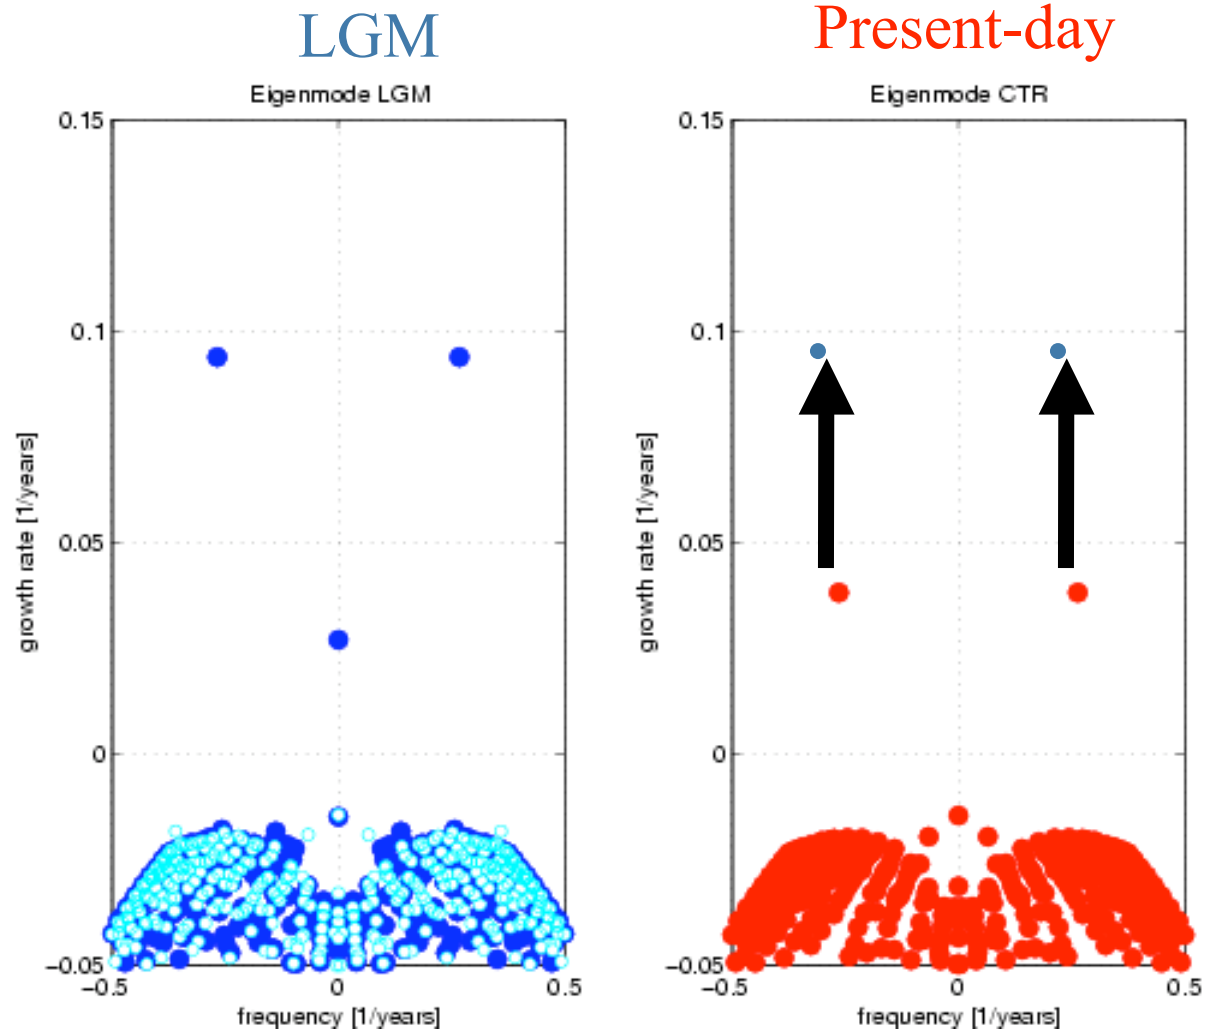 LGM
Eigenmode LGM
0.15
0.1
0.05
0
−0.05
−0.5
0
0.5
growth rate [1/years]
frequency [1/years]
Present-day
Eigenmode CTR
0.15
0.1
0.05
0
−0.05
−0.5
0
0.5
growth rate [1/years]
frequency [1/years]